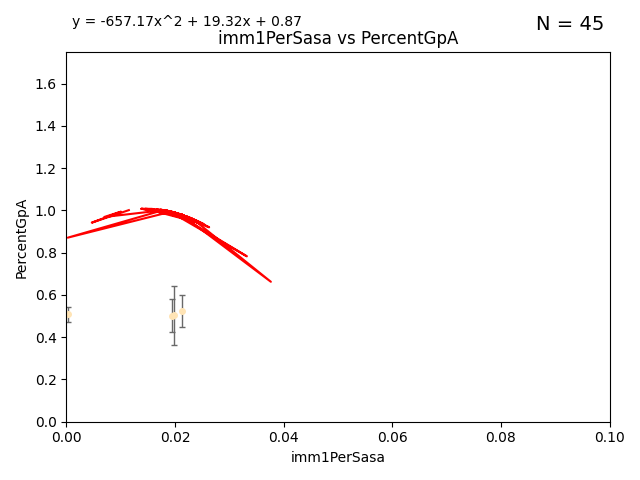 y = -657.17x^2 + 19.32x + 0.87
N = 45
imm1PerSasa vs PercentGpA
PercentGpA
1.6
1.4
1.2
1.0
0.8
0.6
0.4
0.2
0.0
0.00 0.02 0.04 0.06 0.08 0.10
imm1PerSasa